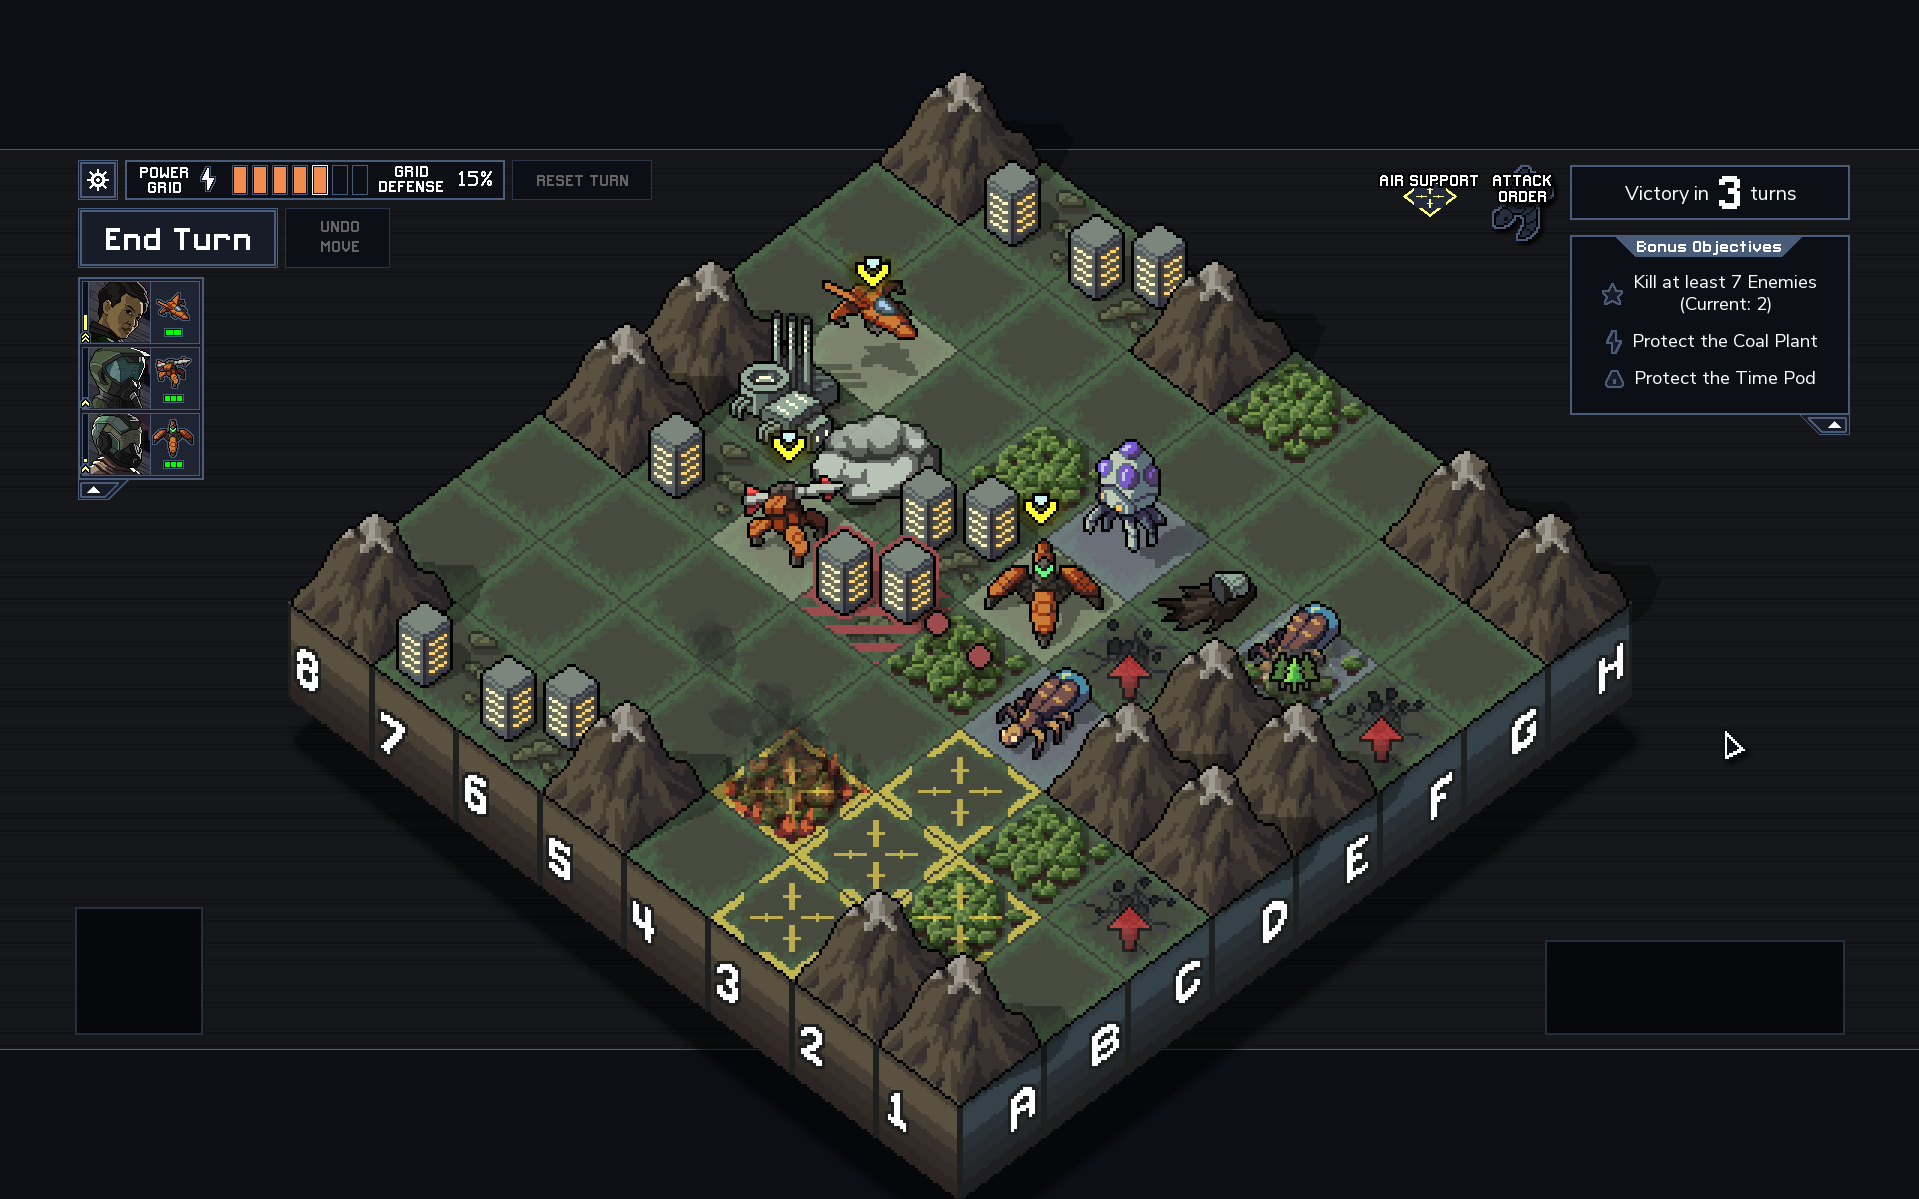 POWER
GRID
GRID
DEFENSE
15%
RESET TURN
End Turn
UNDO
MOVE
AIR SUPPORT
ATTACK
ORDER
Victory in 3 turns
Bonus Objectives
Kill at least 7 Enemies
(Current: 2)
Protect the Coal Plant
Protect the Time Pod
8
7
6
5
4
3
2
1
A
B
C
D
E
F
G
H